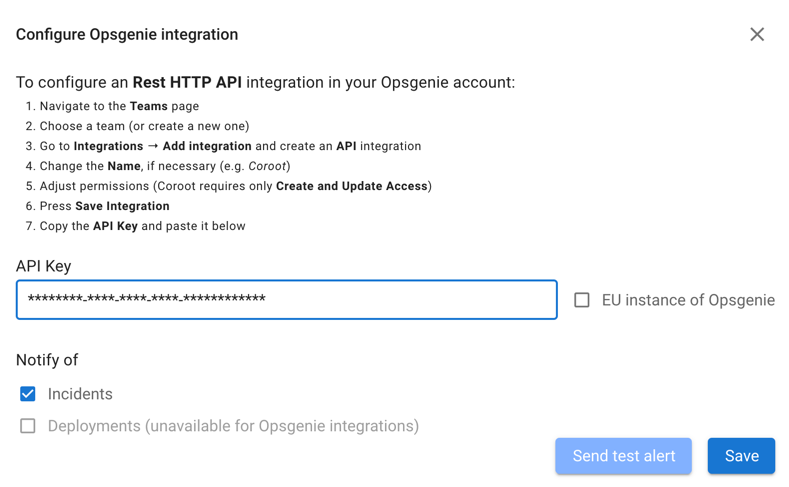 Configure Opsgenie integration
To configure an Rest HTTP API integration in your Opsgenie account:
1. Navigate to the Teams page
2. Choose a team (or create a new one)
3. Go to Integrations → Add integration and create an API integration
4. Change the Name, if necessary (e.g. Coroot)
5. Adjust permissions (Coroot requires only Create and Update Access)
6. Press Save Integration
7. Copy the API Key and paste it below
API Key
********-****-****-****-************
EU instance of Opsgenie
Notify of
Incidents
Deployments (unavailable for Opsgenie integrations)
Send test alert
Save